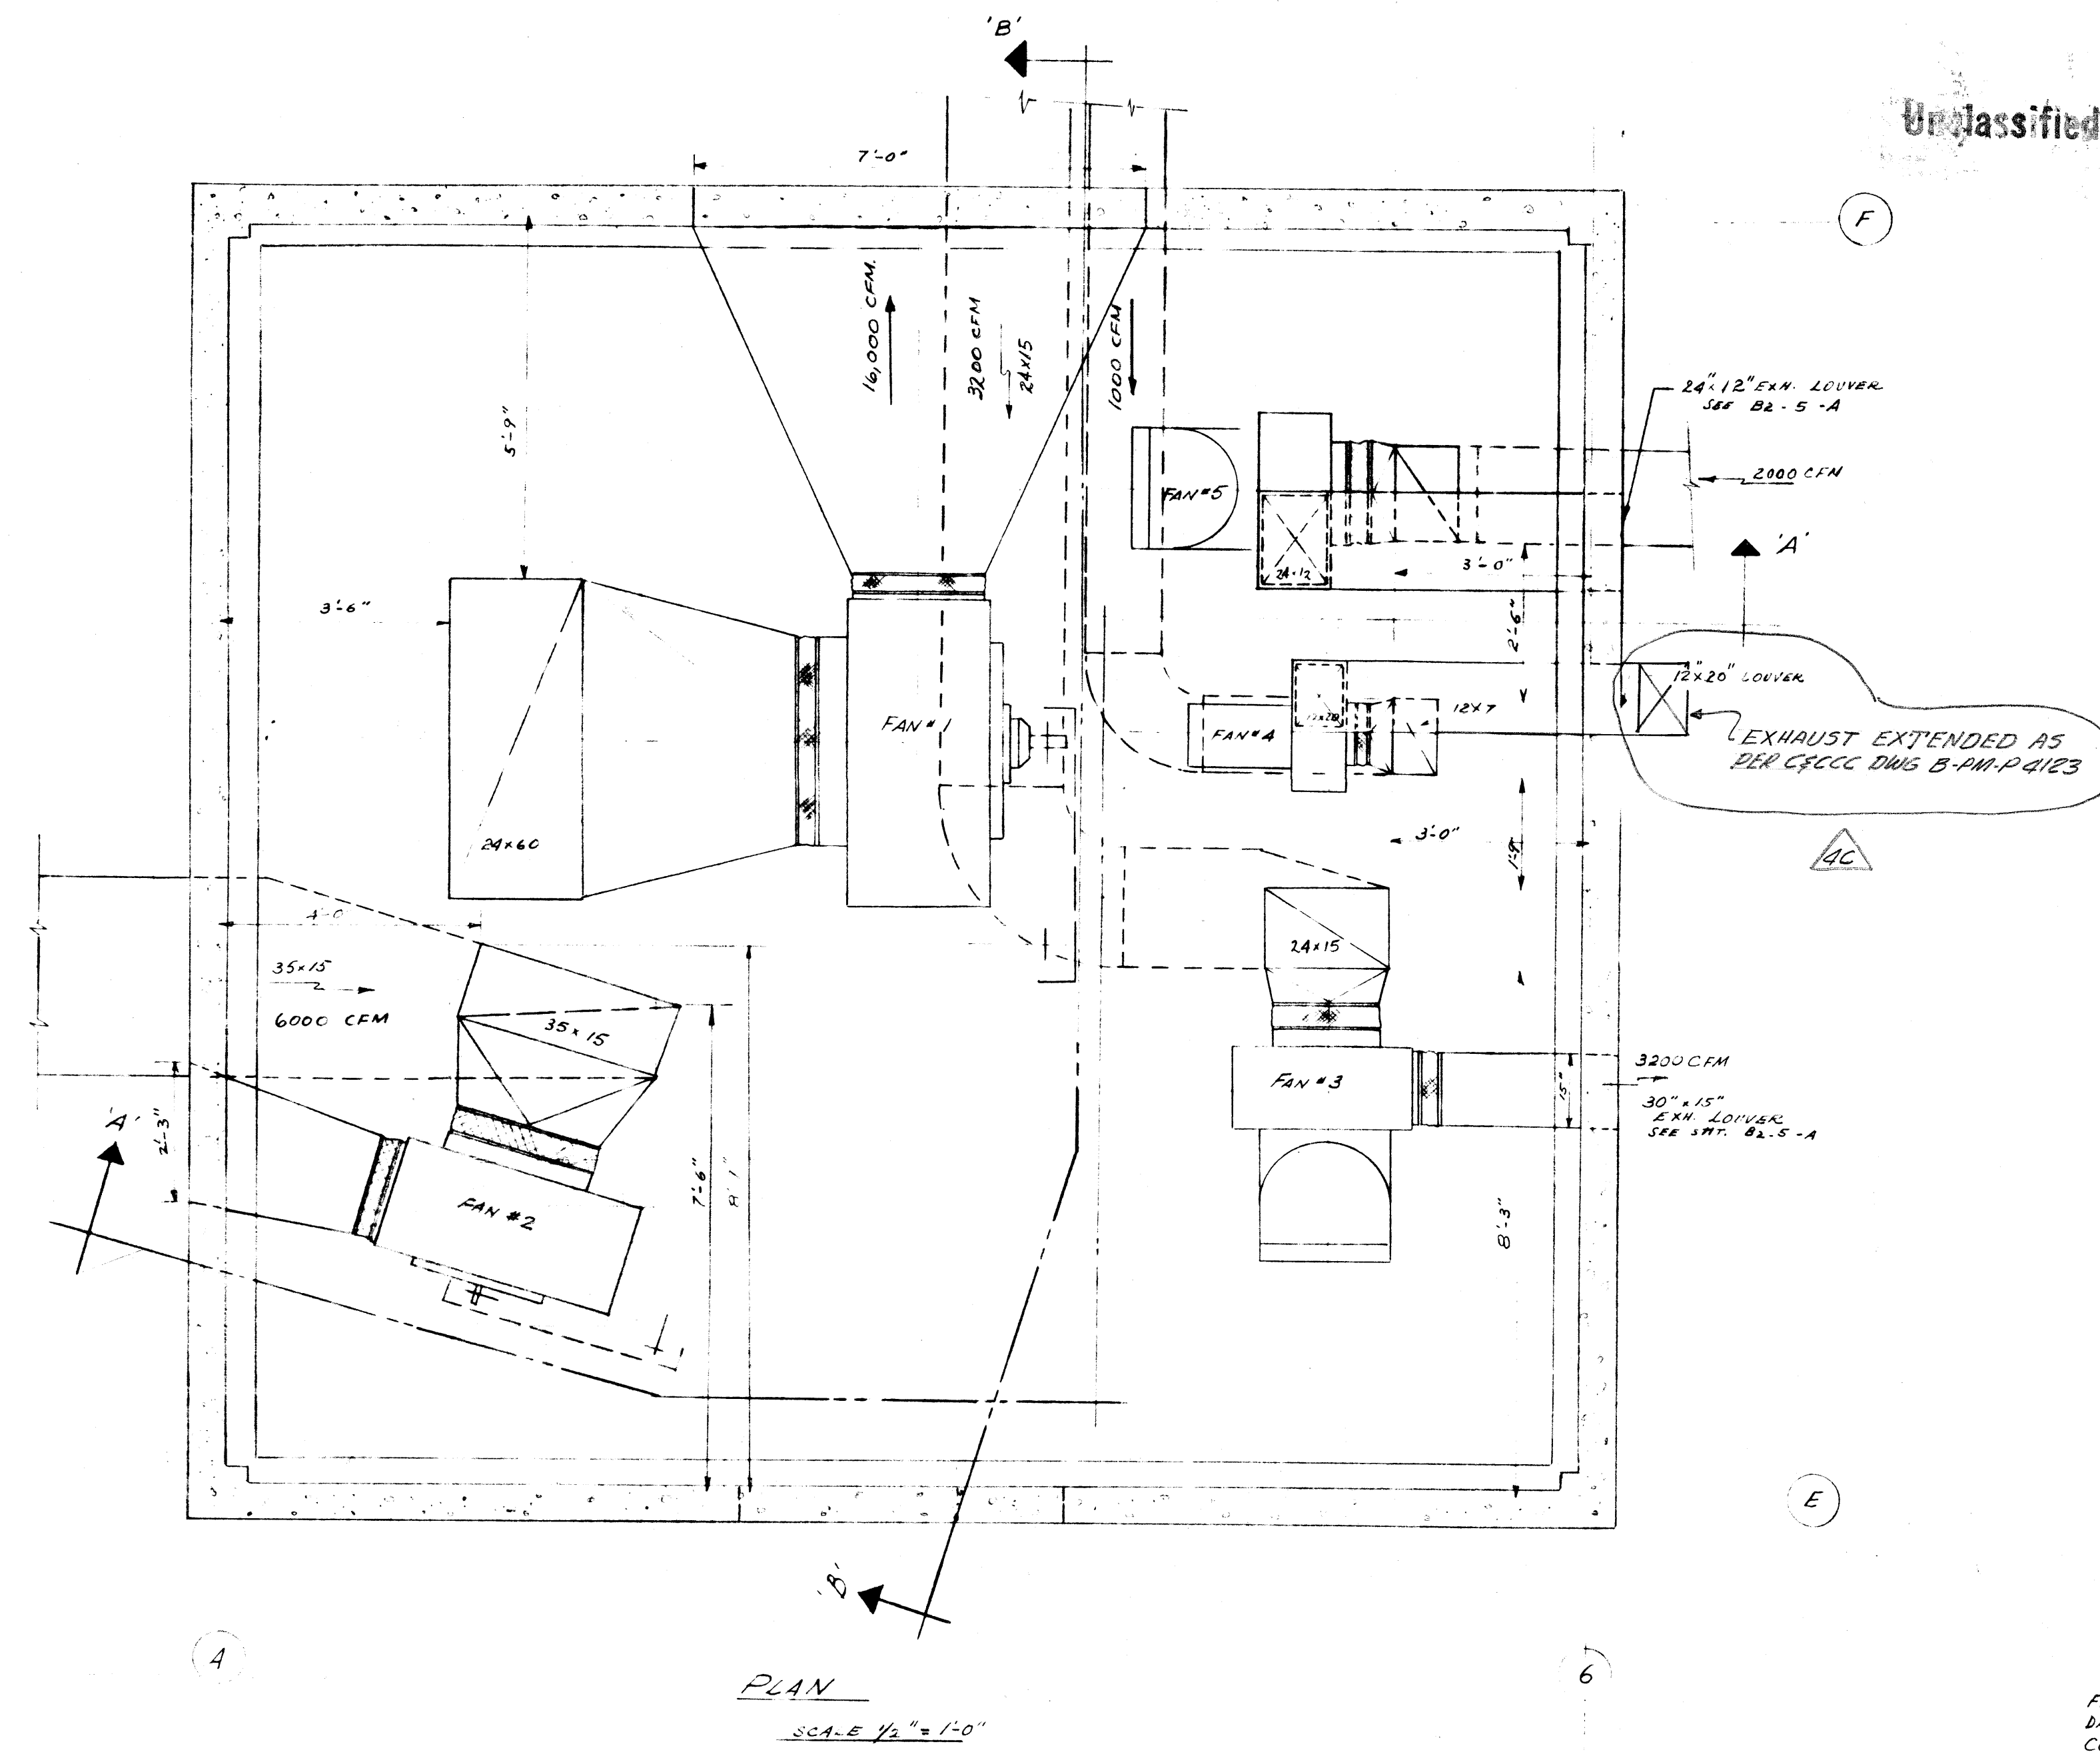 'B'
Unclassified
7'-0"
F
16,000 CFM.
3200 CFM
24x15
1000 CFM
24"x12" EXH. LOUVER
SEE B2-5-A
5'-9"
2000 CFM
FAN #5
'A'
24x12
3'-0"
3'-6"
2'-6"
12"x20" LOUVER
FAN #1
FAN #4
12x7
EXHAUST EXTENDED AS
PER C&CCC DWG B-PM-P4123
24x60
3'-0"
1'-9"
4C
4'-0
24x15
35x15
6000 CFM
35x15
3200 CFM
FAN #3
15"
30"x15"
EXH. LOUVER
SEE SHT. B2-5-A
'A'
2'-3"
7'-6"
8'1"
FAN #2
8'-3"
E
'B'
6
PLAN
SCALE 1/2" = 1'-0"